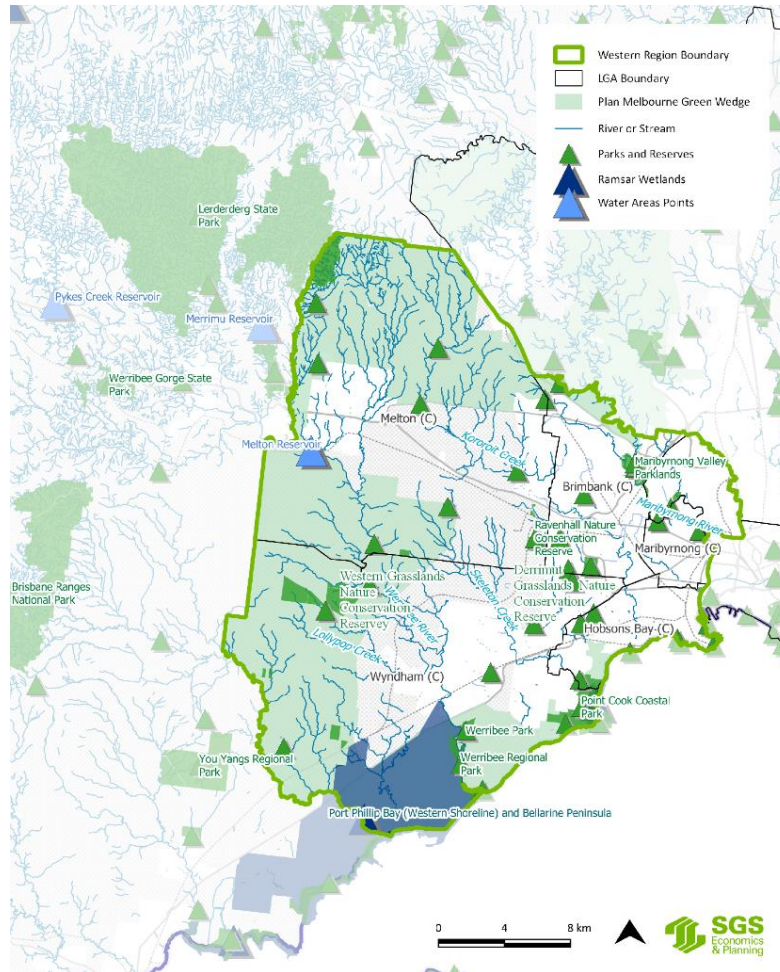 Western Region Boundary
LGA Boundary
Plan Melbourne Green Wedge
River or Stream
Parks and Reserves
Ramsar Wetlands
Water Areas Points
Lerderderg State
Park
Pykes Creek Reservoir
Merrimu Reservoir
Werribee Gorge State
Park
Melton (C)
Melton Reservoir
Kororoit Creek
Maribyrnong Valley
Parklands
Brimbank (C)
Maribyrnong River
Ravenhall Nature
Conservation
Reserve
Maribyrnong (C)
Brisbane Ranges
National Park
Western Grasslands
Nature
Conservation
Reservey
Werribee River
Skeleton Creek
Derrimut
Grasslands Nature
Conservation
Reserve
Lollypop Creek
Hobsons Bay (C)
Wyndham (C)
Point Cook Coastal
Park
Werribee Park
You Yangs Regional
Park
Werribee Regional
Park
Port Phillip Bay (Western Shoreline) and Bellarine Peninsula
0 4 8 km
SGS
Economics
& Planning